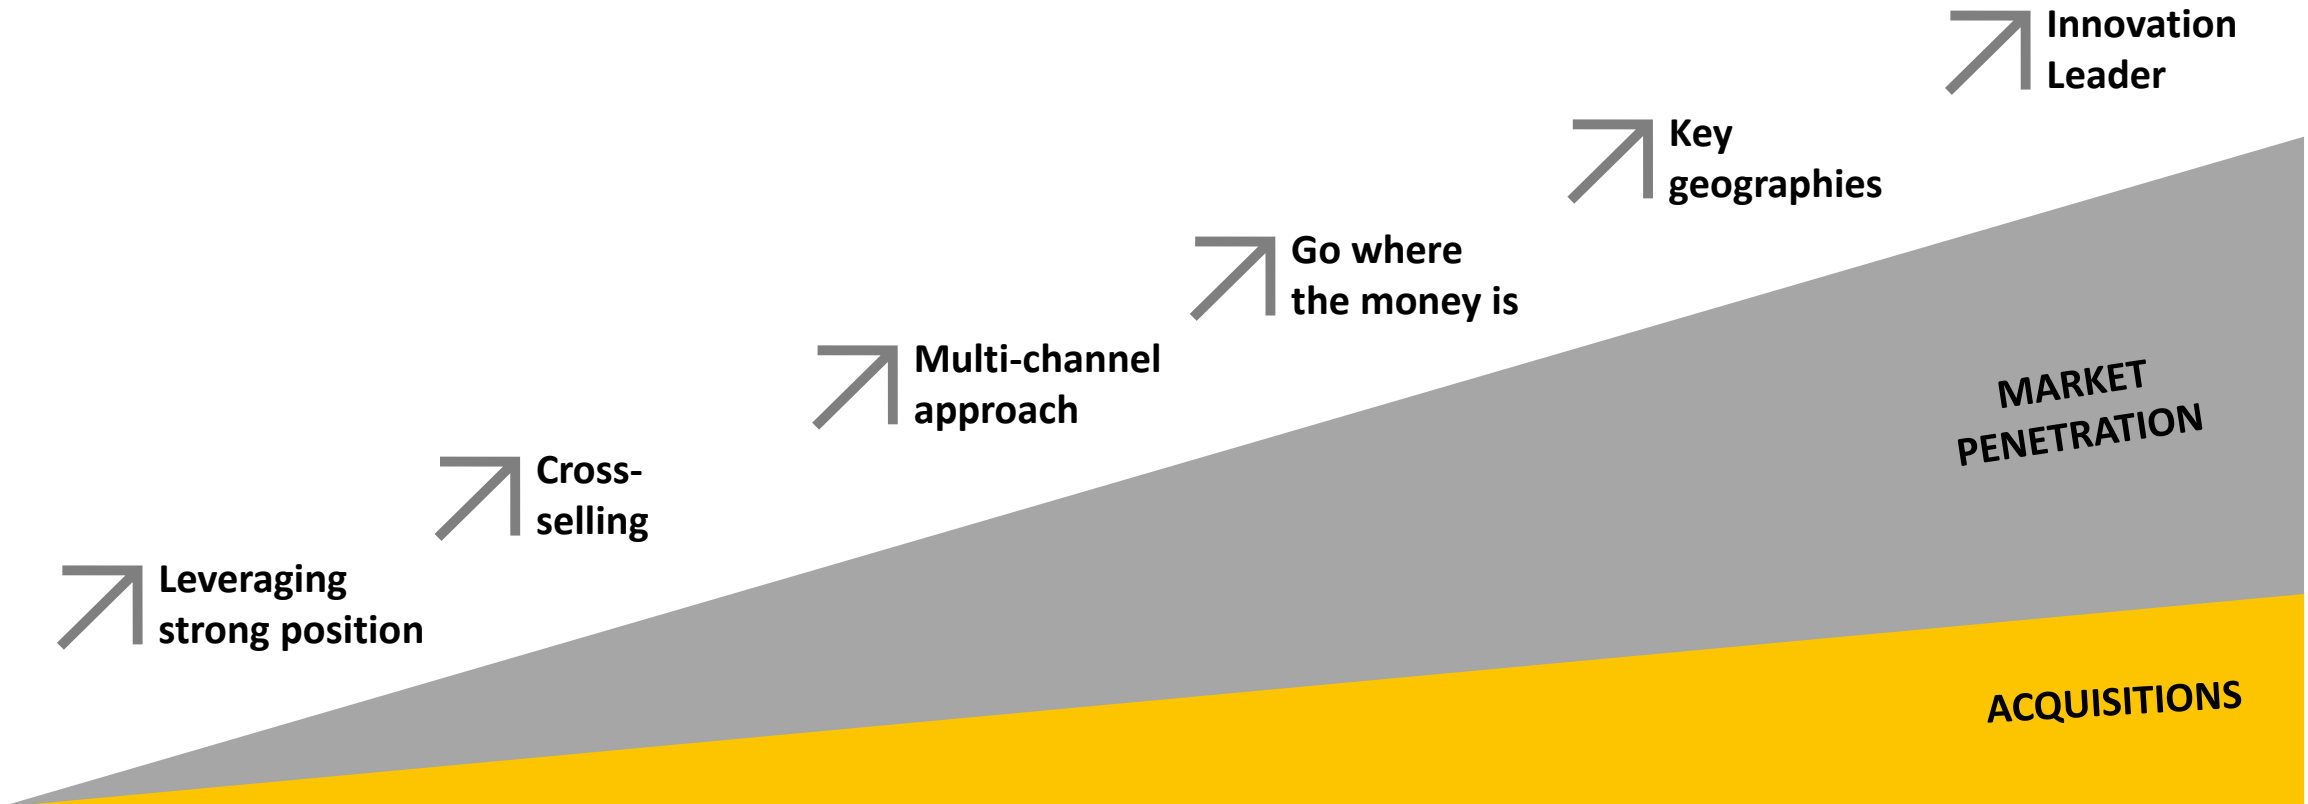 Innovation
Leader
Key
geographies
Go where
the money is
Multi-channel
approach
Cross-
selling
Leveraging
strong position
MARKET
PENETRATION
ACQUISITIONS